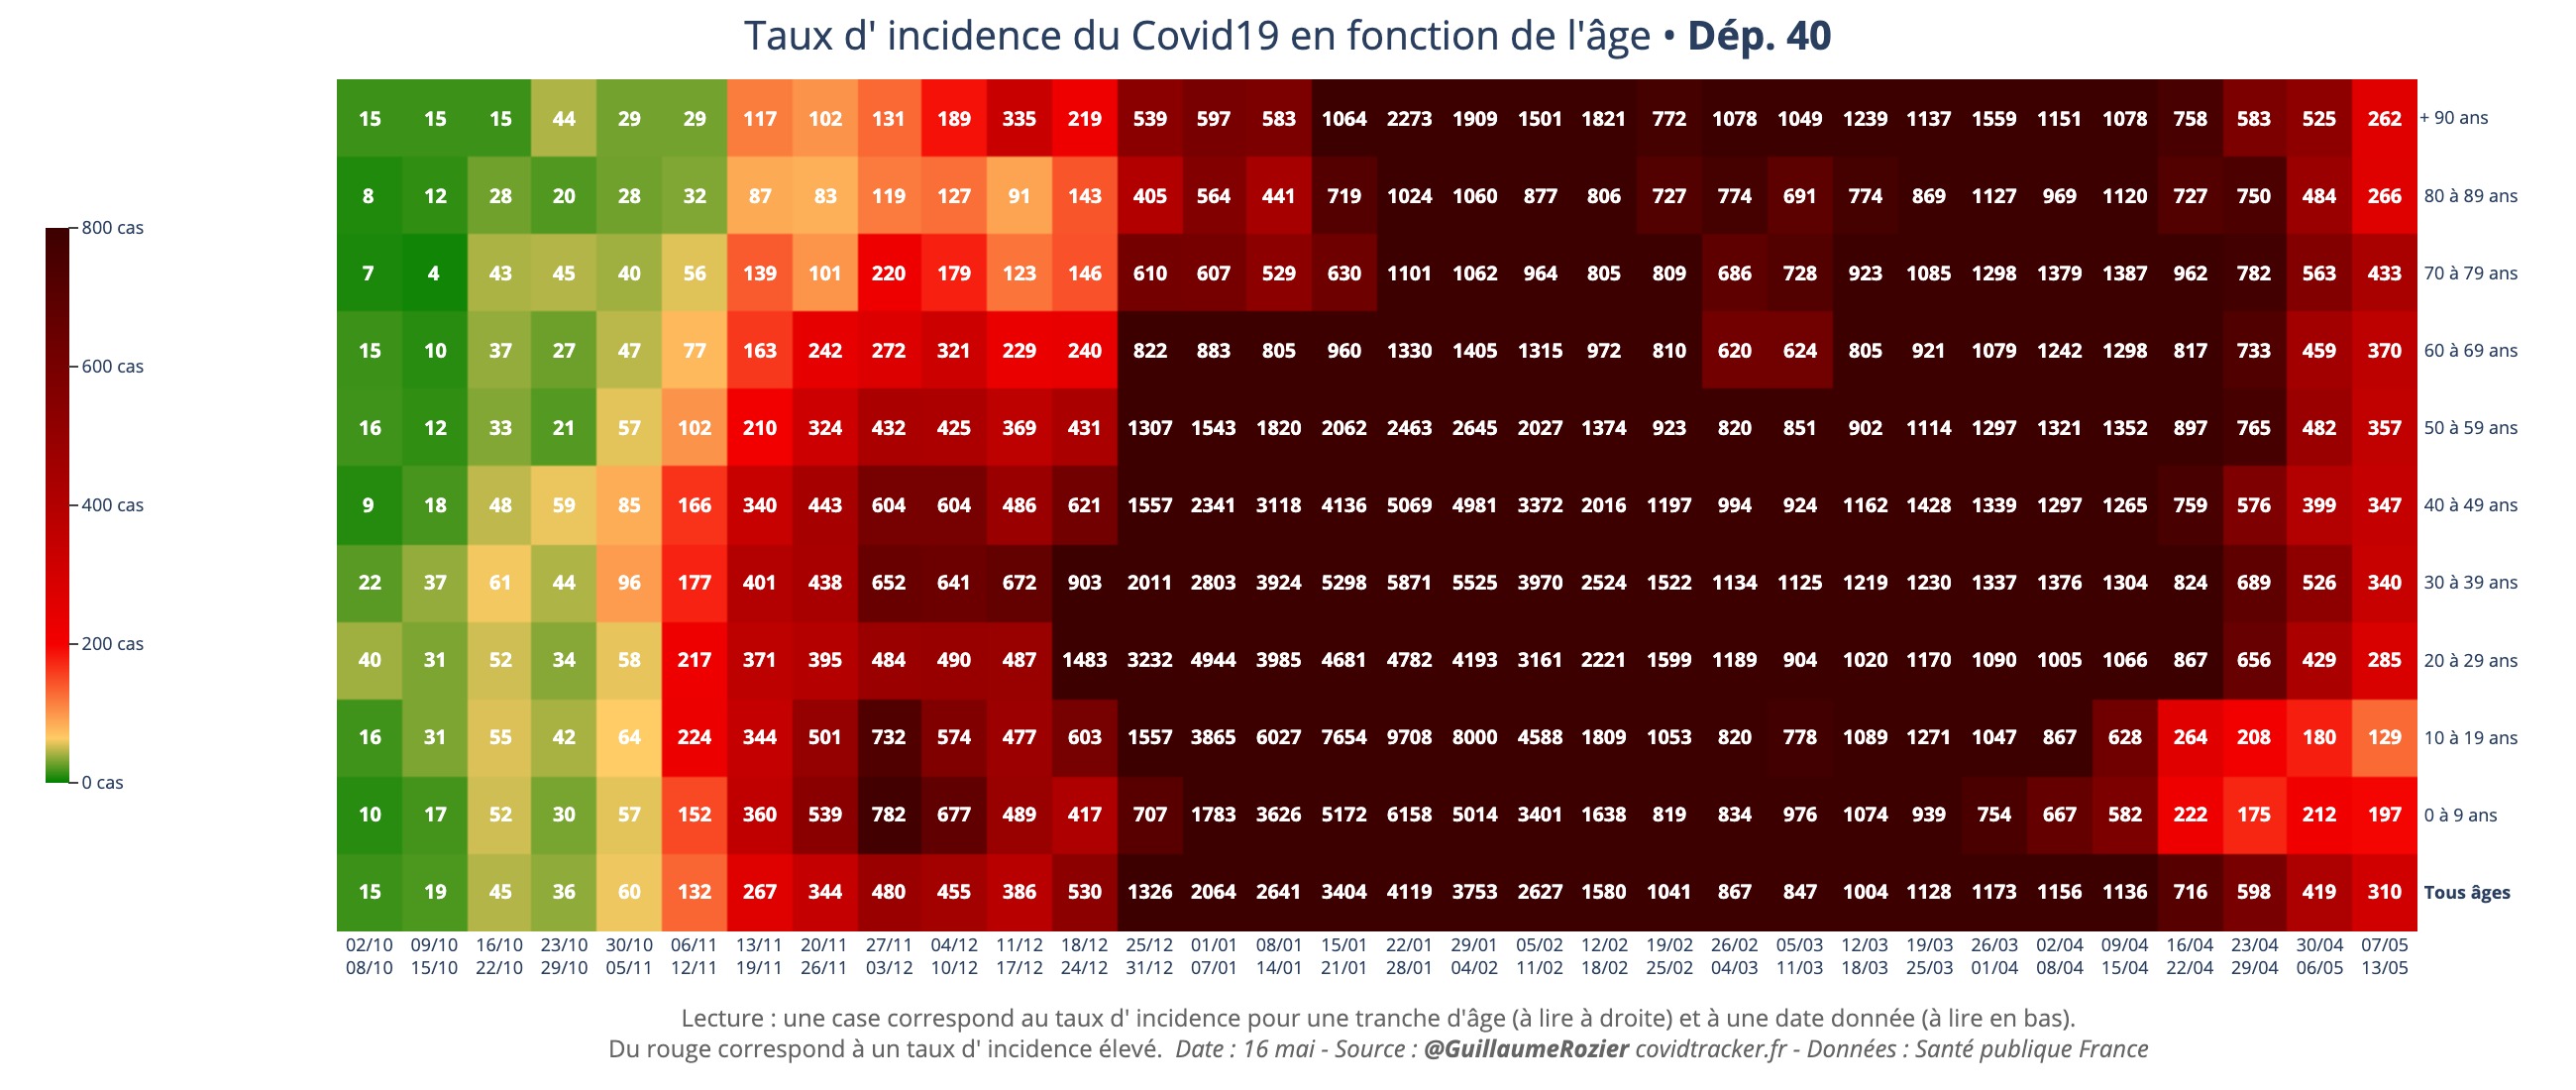 Taux d' incidence du Covid19 en fonction de l'âge • Dép. 40
800 cas
600 cas
400 cas
200 cas
0 cas
15 15 15 44 29 29 117 102 131 189 335 219 539 597 583 1064 2273 1909 1501 1821 772 1078 1049 1239 1137 1559 1151 1078 758 583 525 262 + 90 ans
8 12 28 20 28 32 87 83 119 127 91 143 405 564 441 719 1024 1060 877 806 727 774 691 774 869 1127 969 1120 727 750 484 266 80 à 89 ans
7 4 43 45 40 56 139 101 220 179 123 146 610 607 529 630 1101 1062 964 805 809 686 728 923 1085 1298 1379 1387 962 782 563 433 70 à 79 ans
15 10 37 27 47 77 163 242 272 321 229 240 822 883 805 960 1330 1405 1315 972 810 620 624 805 921 1079 1242 1298 817 733 459 370 60 à 69 ans
16 12 33 21 57 102 210 324 432 425 369 431 1307 1543 1820 2062 2463 2645 2027 1374 923 820 851 902 1114 1297 1321 1352 897 765 482 357 50 à 59 ans
9 18 48 59 85 166 340 443 604 604 486 621 1557 2341 3118 4136 5069 4981 3372 2016 1197 994 924 1162 1428 1339 1297 1265 759 576 399 347 40 à 49 ans
22 37 61 44 96 177 401 438 652 641 672 903 2011 2803 3924 5298 5871 5525 3970 2524 1522 1134 1125 1219 1230 1337 1376 1304 824 689 526 340 30 à 39 ans
40 31 52 34 58 217 371 395 484 490 487 1483 3232 4944 3985 4681 4782 4193 3161 2221 1599 1189 904 1020 1170 1090 1005 1066 867 656 429 285 20 à 29 ans
16 31 55 42 64 224 344 501 732 574 477 603 1557 3865 6027 7654 9708 8000 4588 1809 1053 820 778 1089 1271 1047 867 628 264 208 180 129 10 à 19 ans
10 17 52 30 57 152 360 539 782 677 489 417 707 1783 3626 5172 6158 5014 3401 1638 819 834 976 1074 939 754 667 582 222 175 212 197 0 à 9 ans
15 19 45 36 60 132 267 344 480 455 386 530 1326 2064 2641 3404 4119 3753 2627 1580 1041 867 847 1004 1128 1173 1156 1136 716 598 419 310 Tous âges
02/10 09/10 16/10 23/10 30/10 06/11 13/11 20/11 27/11 04/12 11/12 18/12 25/12 01/01 08/01 15/01 22/01 29/01 05/02 12/02 19/02 26/02 05/03 12/03 19/03 26/03 02/04 09/04 16/04 23/04 30/04 07/05
08/10 15/10 22/10 29/10 05/11 12/11 19/11 26/11 03/12 10/12 17/12 24/12 31/12 07/01 14/01 21/01 28/01 04/02 11/02 18/02 25/02 04/03 11/03 18/03 25/03 01/04 08/04 15/04 22/04 29/04 06/05 13/05
Lecture : une case correspond au taux d' incidence pour une tranche d'âge (à lire à droite) et à une date donnée (à lire en bas).
Du rouge correspond à un taux d' incidence élevé. Date : 16 mai - Source : @GuillaumeRozier covidtracker.fr - Données : Santé publique France